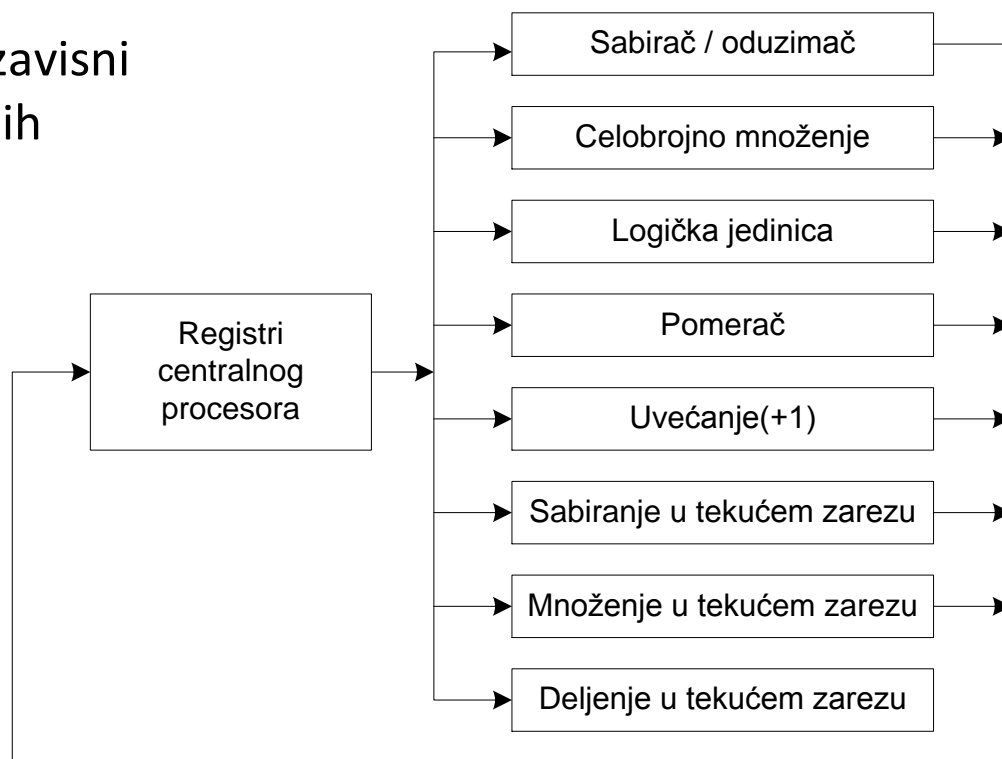 ih
Sabirač / oduzimač
Celobrojno množenje
Logička jedinica
Registri
centralnog
procesora
Pomerač
Uvećanje(+1)
Sabiranje u tekućem zarezu
Množenje u tekućem zarezu
Deljenje u tekućem zarezu